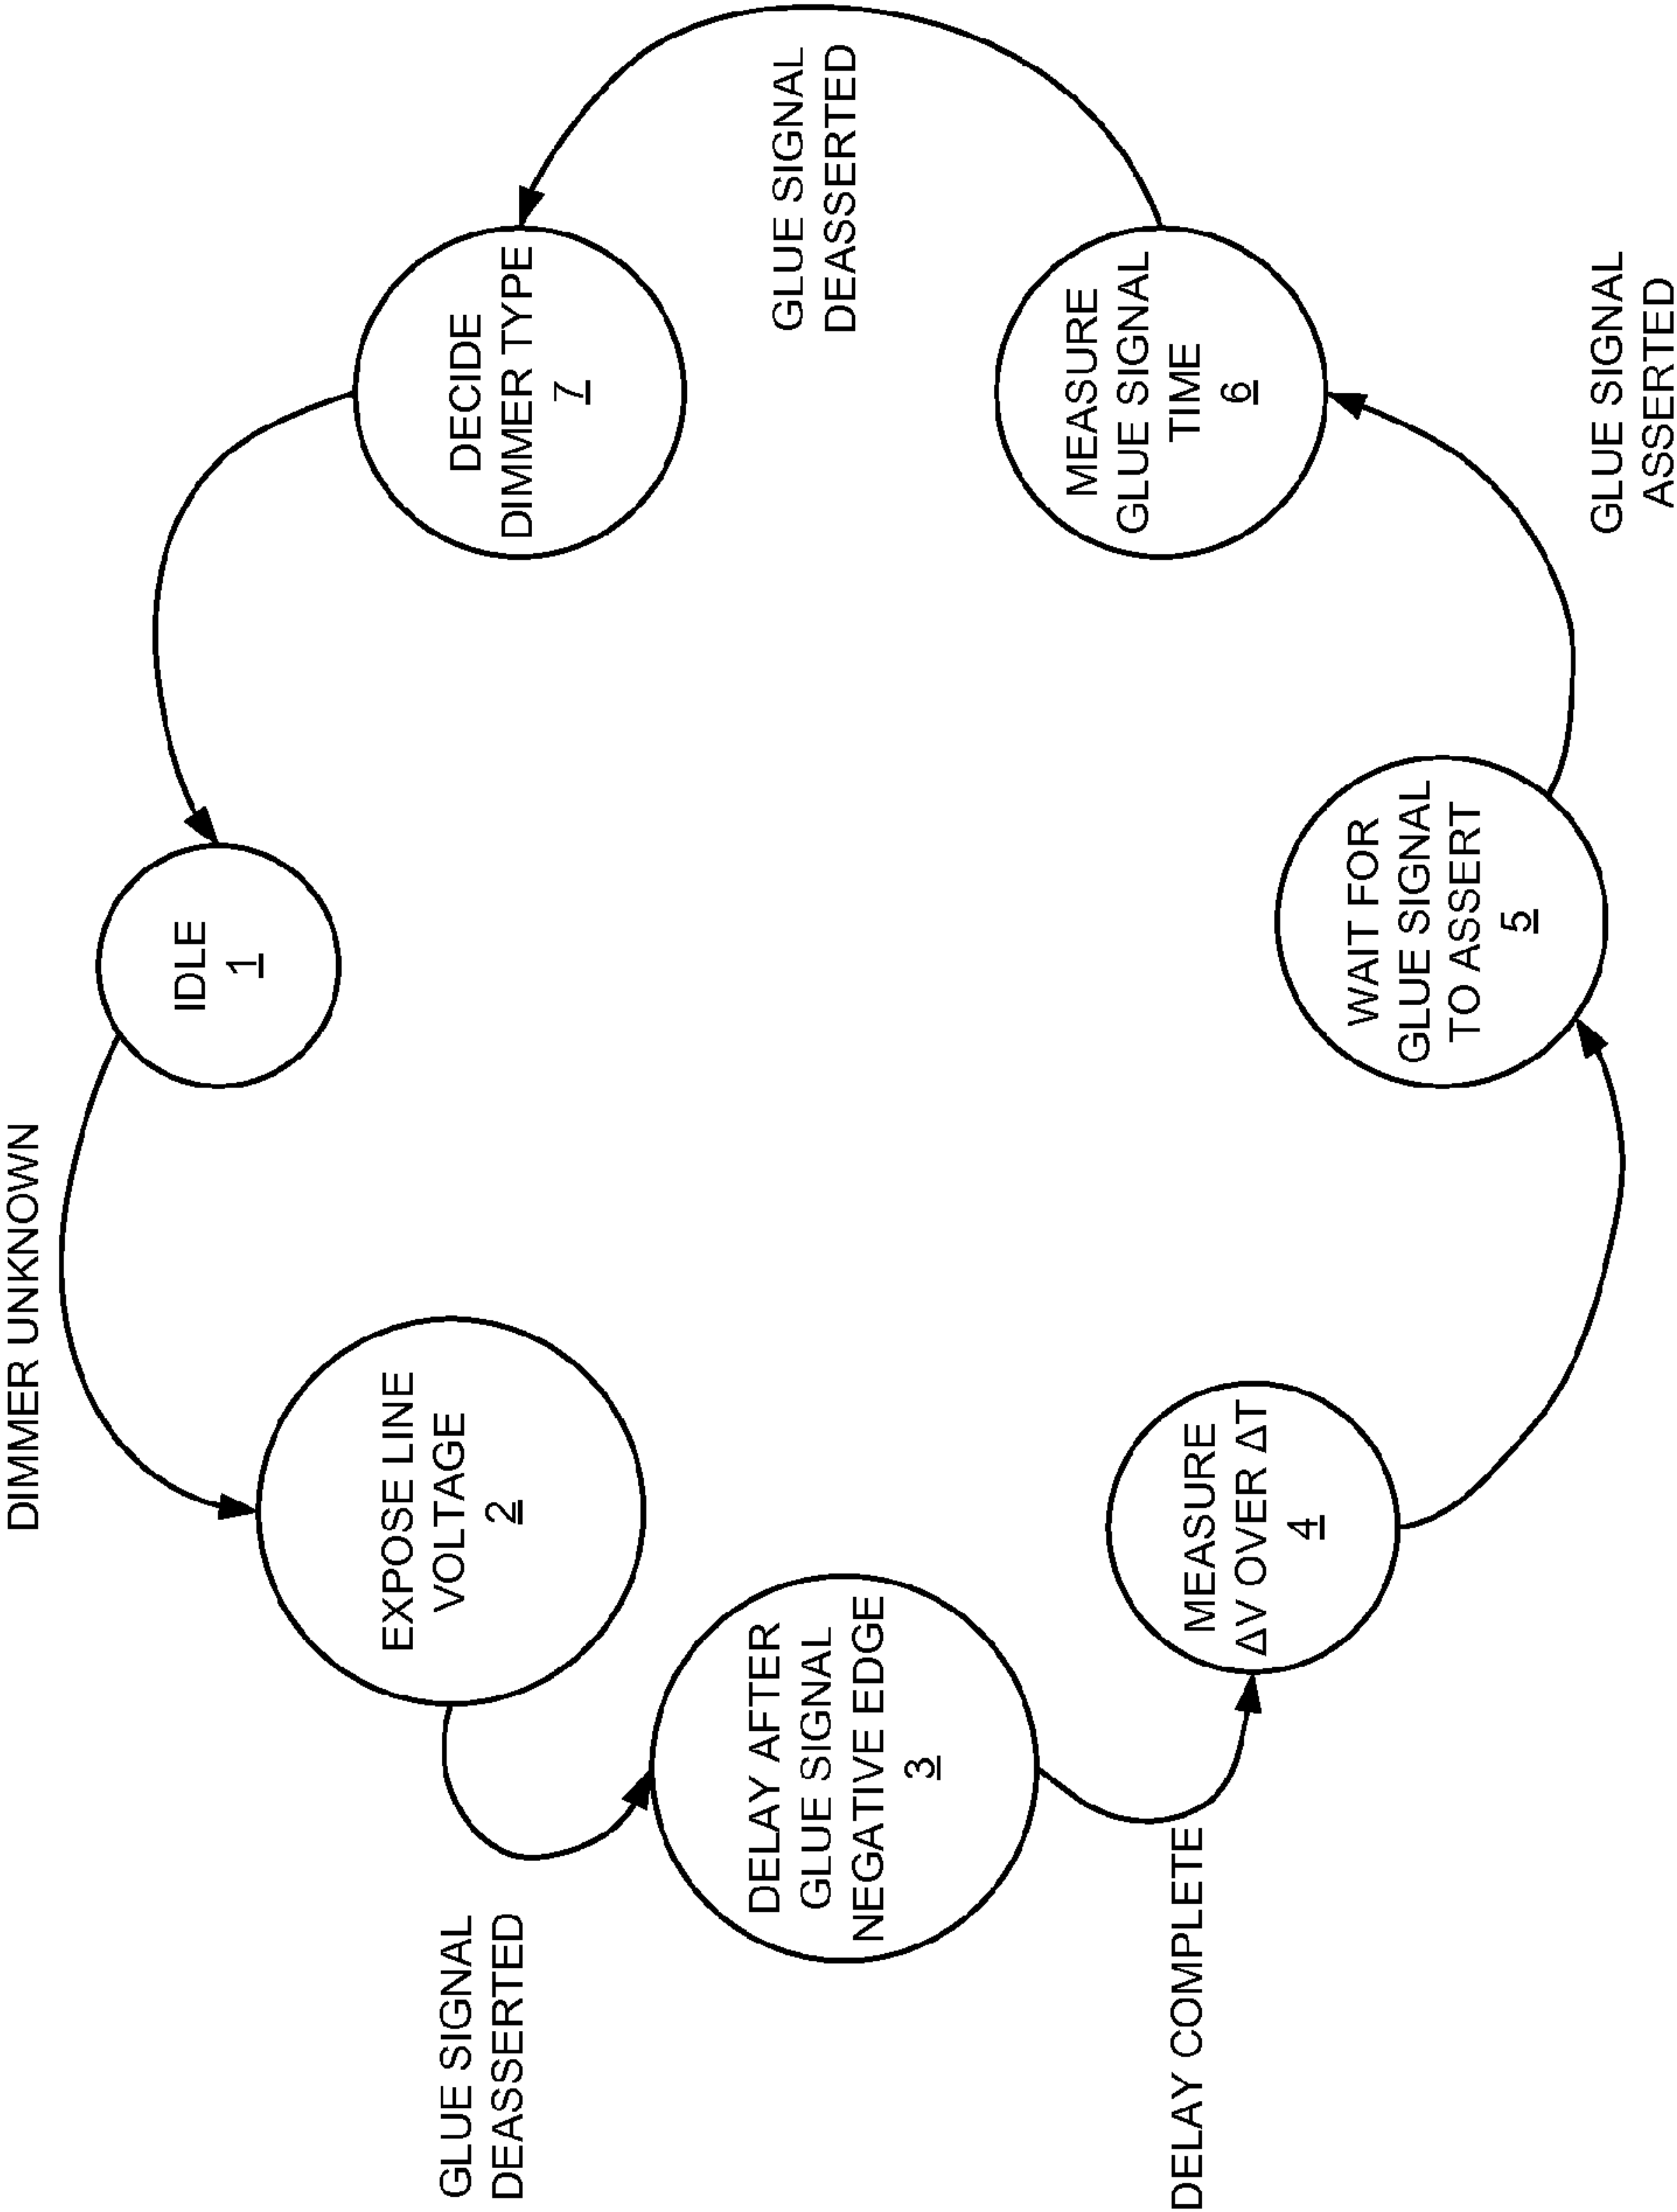 DIMMER UNKNOWN
IDLE
1
EXPOSE LINE
VOLTAGE
2
GLUE SIGNAL
DEASSERTED
DELAY AFTER
GLUE SIGNAL
NEGATIVE EDGE
3
DELAY COMPLETE
MEASURE
ΔV OVER ΔT
4
WAIT FOR
GLUE SIGNAL
TO ASSERT
5
GLUE SIGNAL
ASSERTED
MEASURE
GLUE SIGNAL
TIME
6
GLUE SIGNAL
DEASSERTED
DECIDE
DIMMER TYPE
7